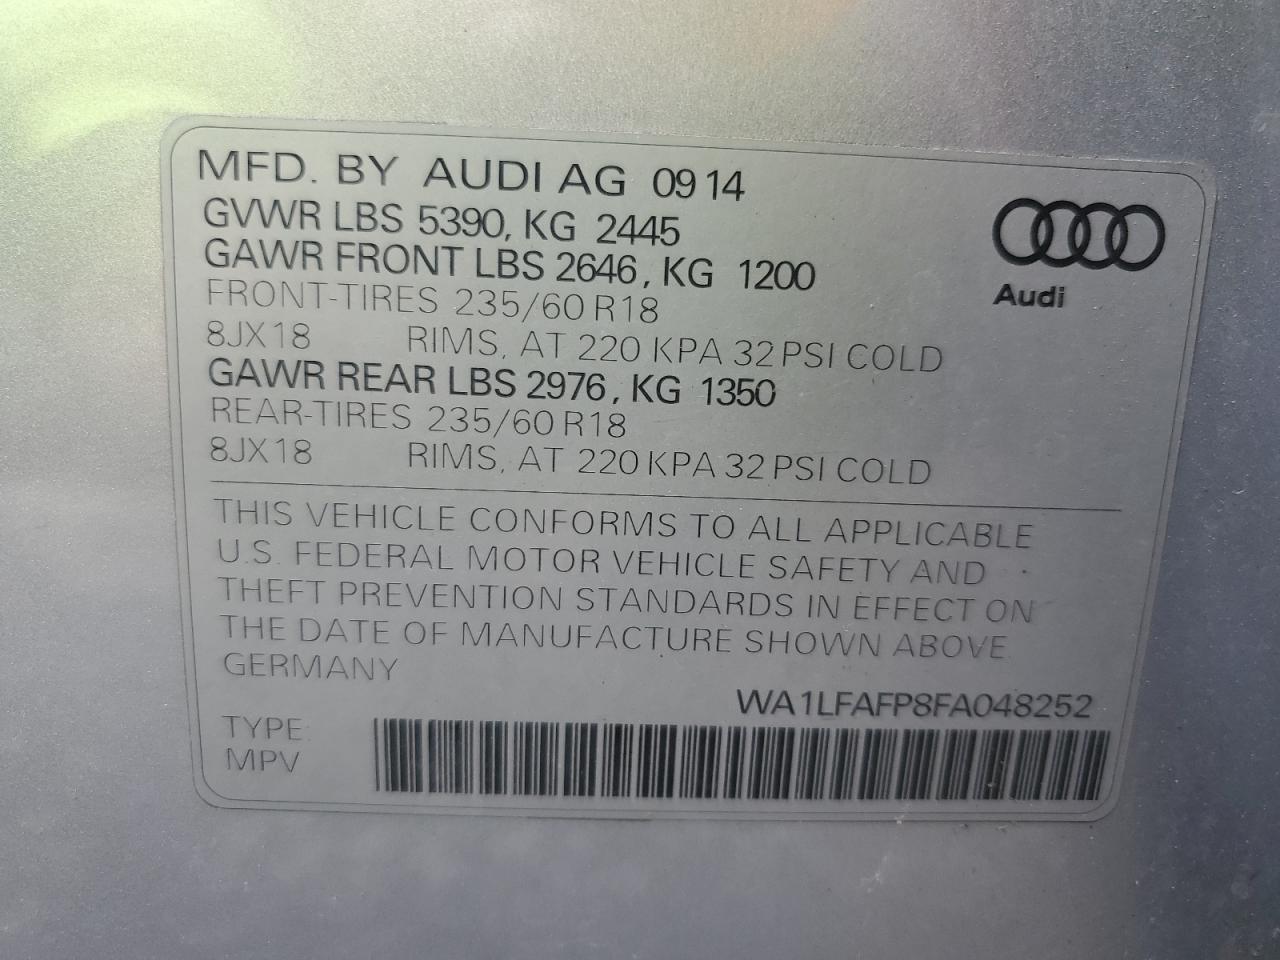 MFD. BY AUDI AG 09 14
GVWR LBS 5390, KG 2445
GAWR FRONT LBS 2646, KG 1200
FRONT-TIRES 235/60 R18
8JX18 RIMS, AT 220 KPA 32 PSI COLD
GAWR REAR LBS 2976, KG 1350
REAR-TIRES 235/60 R18
8JX18 RIMS, AT 220 KPA 32 PSI COLD
Audi
THIS VEHICLE CONFORMS TO ALL APPLICABLE
U.S. FEDERAL MOTOR VEHICLE SAFETY AND
THEFT PREVENTION STANDARDS IN EFFECT ON
THE DATE OF MANUFACTURE SHOWN ABOVE.
GERMANY
WA1LFAFP8FA048252
TYPE:
MPV